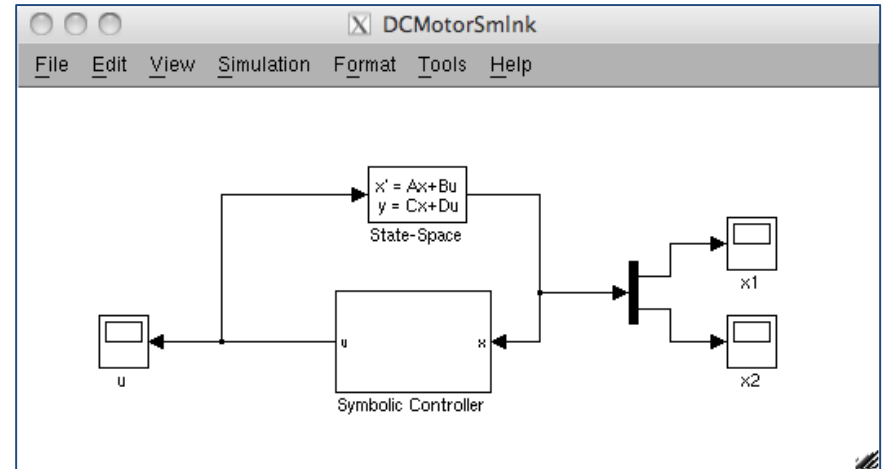 DCMotorSmlnk
File Edit View Simulation Format Tools Help
x' = Ax+Bu
y = Cx+Du
State-Space
x1
u
x
u
x2
Symbolic Controller